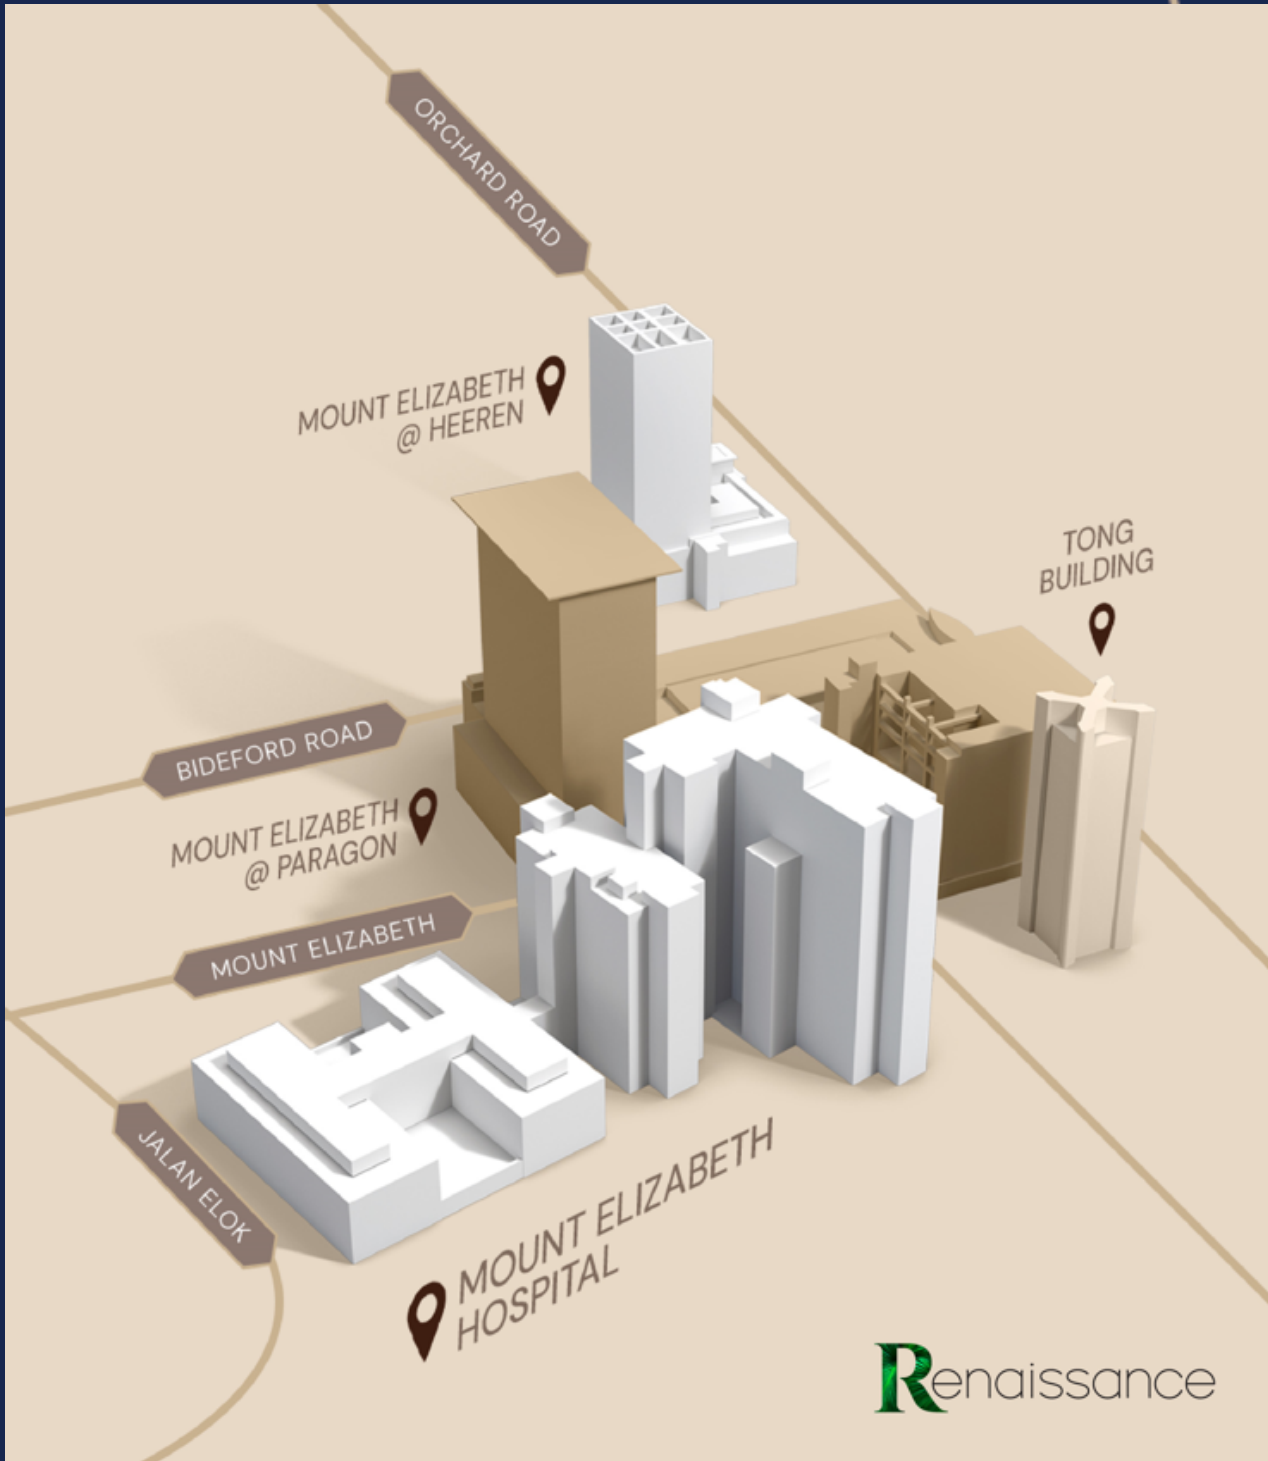 ORCHARD ROAD
MOUNT ELIZABETH
@ HEEREN
TONG
BUILDING
BIDEFORD ROAD
MOUNT ELIZABETH
@ PARAGON
MOUNT ELIZABETH
JALAN ELOK
MOUNT ELIZABETH
HOSPITAL
Renaissance